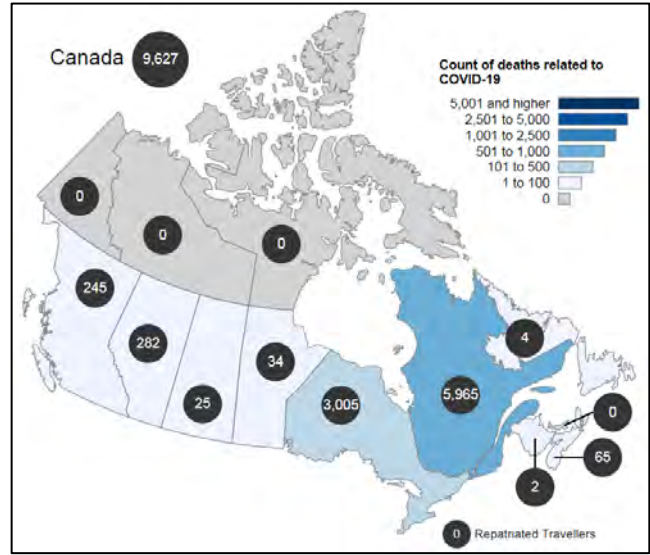 Canada
9,627
Count of deaths related to
COVID-19
5,001 and higher
2,501 to 5,000
1,001 to 2,500
501 to 1,000
101 to 500
1 to 100
0
0
0
0
245
282
25
34
3,005
5,965
4
0
65
2
0 Repatriated Travellers